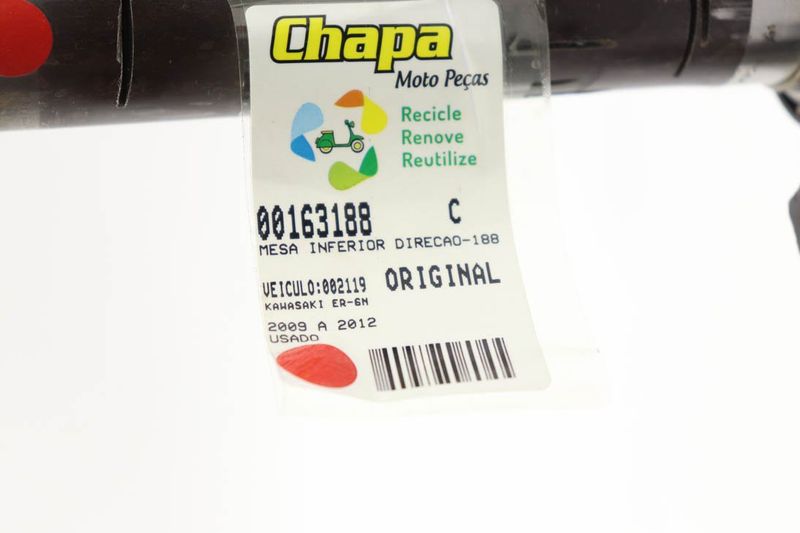 Chapa
Moto Peças
Recicle
Renove
Reutilize
00163188 C
MESA INFERIOR DIRECAO-188
VEICULO:002119 ORIGINAL
KAWASAKI ER-6N
2009 A 2012
USADO